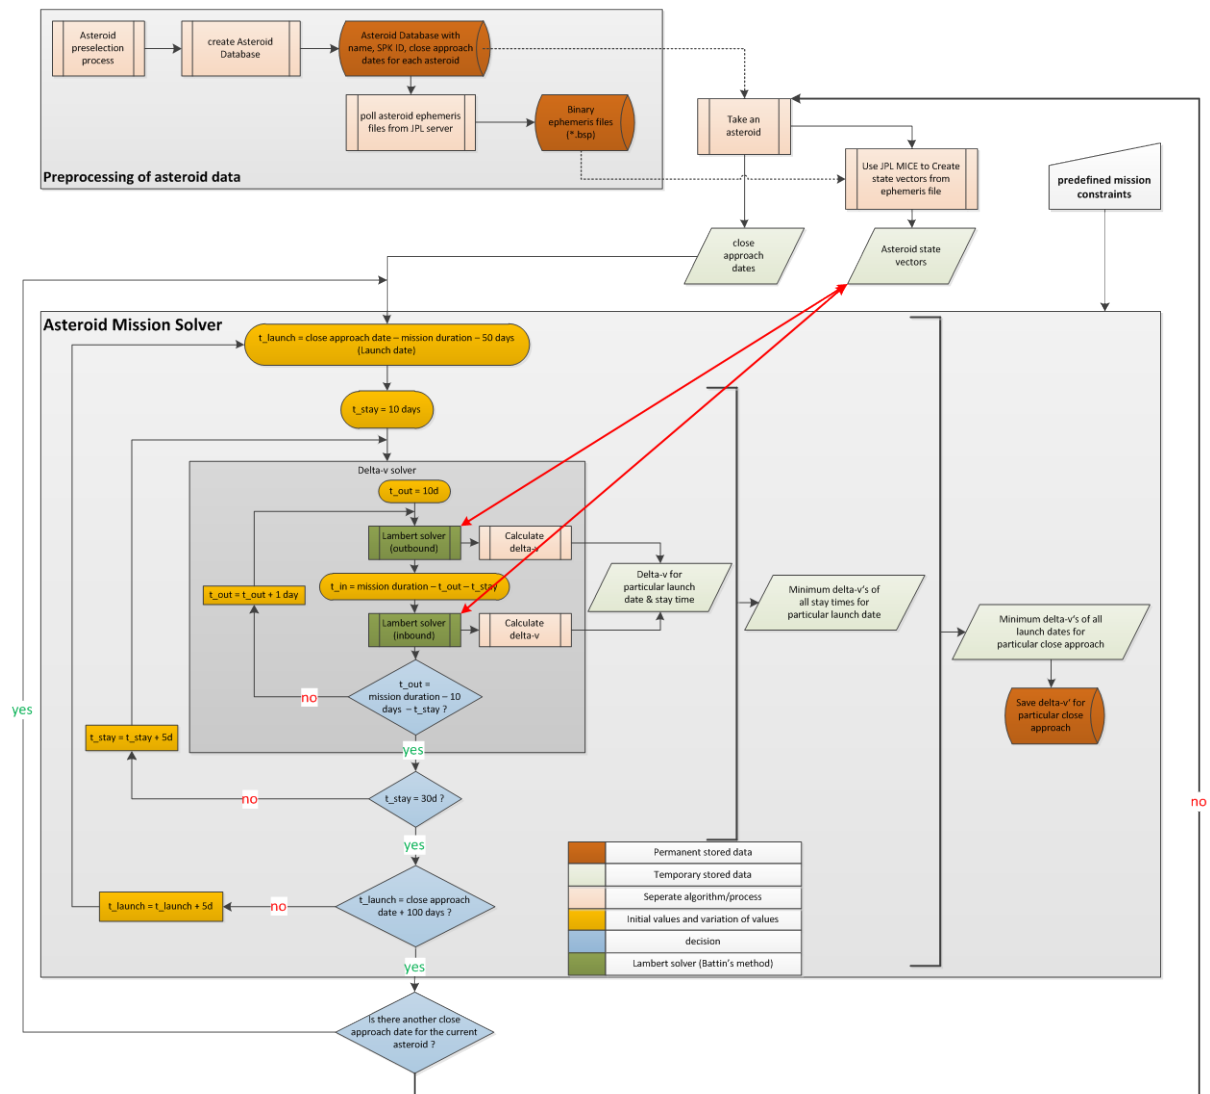 Asteroid
preselection
process
create Asteroid
Database
Asteroid Database with
name, SPK ID, close approach
dates for each asteroid
poll asteroid ephemeris
files from JPL server
Binary
ephemeris files
(*.bsp)
Preprocessing of asteroid data
Take an
asteroid
Use JPL MICE to Create
state vectors from
ephemeris file
predefined mission
constraints
close
approach
dates
Asteroid state
vectors
Asteroid Mission Solver
t_launch = close approach date – mission duration – 50 days
(Launch date)
t_stay = 10 days
Delta-v solver
t_out = 10d
Lambert solver
(outbound)
Calculate
delta-v
t_in = mission duration – t_out – t_stay
t_out = t_out + 1 day
Lambert solver
(inbound)
Calculate
delta-v
Delta-v for
particular launch
date & stay time
Minimum delta-v's of
all stay times for
particular launch date
Minimum delta-v's of all
launch dates for
particular close approach
Save delta-v' for
particular close
approach
t_out =
mission duration – 10
days – t_stay ?
no
yes
yes
t_stay = t_stay + 5d
t_stay = 30d ?
no
no
yes
t_launch = close approach
date + 100 days ?
no
t_launch = t_launch + 5d
yes
Permanent stored data
Temporary stored data
Seperate algorithm/process
Initial values and variation of values
decision
Lambert solver (Battin's method)
Is there another close
approach date for the current
asteroid ?